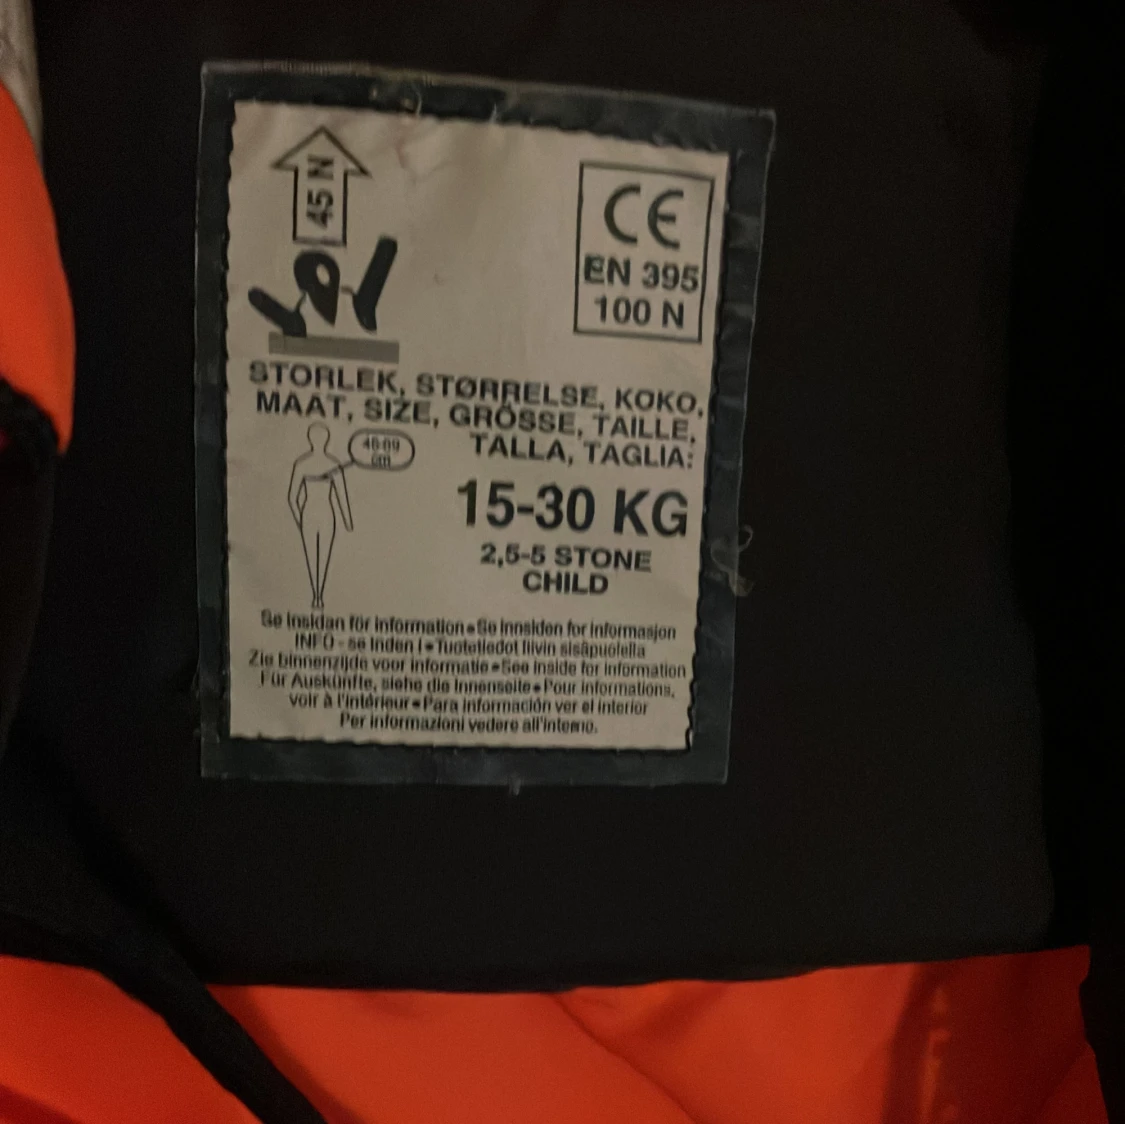 45 N
CE
EN 395
100 N
STORLEK, STØRRELSE, KOKO,
MAAT, SIZE, GRÖSSE, TAILLE,
TALLA, TAGLIA:
cm
15-30 KG
2,5-5 STONE
CHILD
Se insidan för information • Se innsiden for informasjon
INFO - se inden i • Tuotetiedot fiivin sisäpuolella
Zie binnenzijde voor informatie • See inside for information
Für Auskünfte, siehe die Innenseite • Pour informations,
voir à l'intérieur • Para información ver el interior
Per informazioni vedere all'interno.